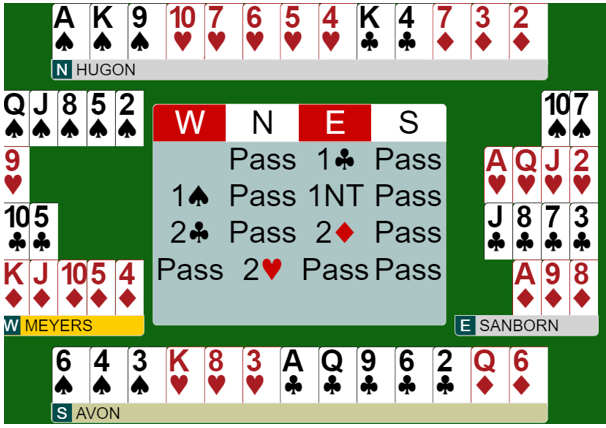 A K 9 10 7 6 5 4 K 4 7 3 2
N HUGON
Q J 8 5 2
10 7
W N E S
9
A Q J 2
Pass 1♣ Pass
1♠ Pass 1NT Pass
10 5
J 8 7 3
2♣ Pass 2♦ Pass
K J 10 5 4
A 9 8
Pass 2♥ Pass Pass
W MEYERS
E SANBORN
6 4 3 K 8 3 A Q 9 6 2 Q 6
S AVON